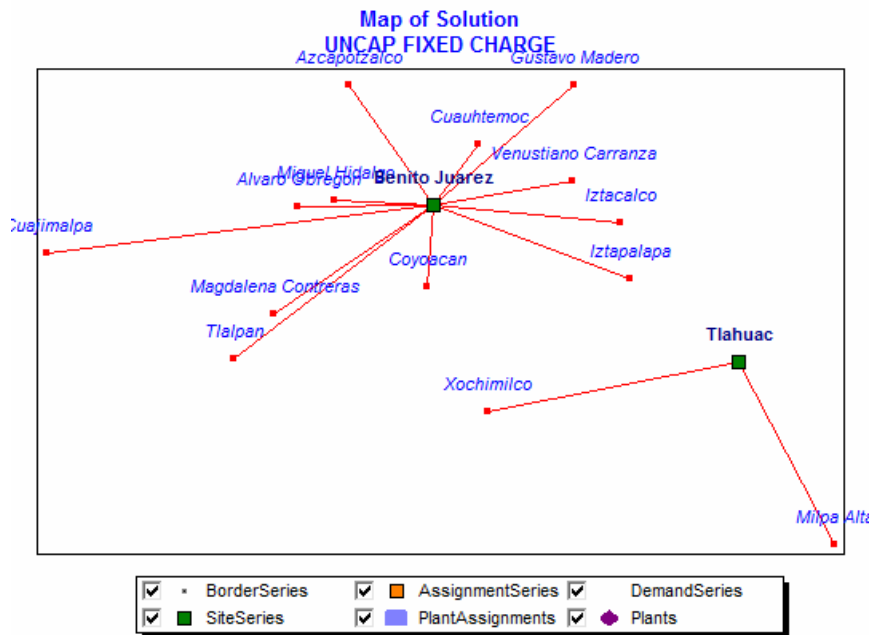 Map of Solution
UNCAP FIXED CHARGE
Azcapotzalco
Gustavo Madero
Cuauhtemoc
Venustiano Carranza
Miguel Hidalgo
Benito Juarez
Alvaro Obregon
Iztacalco
Cuajimalpa
Iztapalapa
Coyoacan
Magdalena Contreras
Tlalpan
Tlahuac
Xochimilco
Milpa Alta
BorderSeries
AssignmentSeries
DemandSeries
SiteSeries
PlantAssignments
Plants